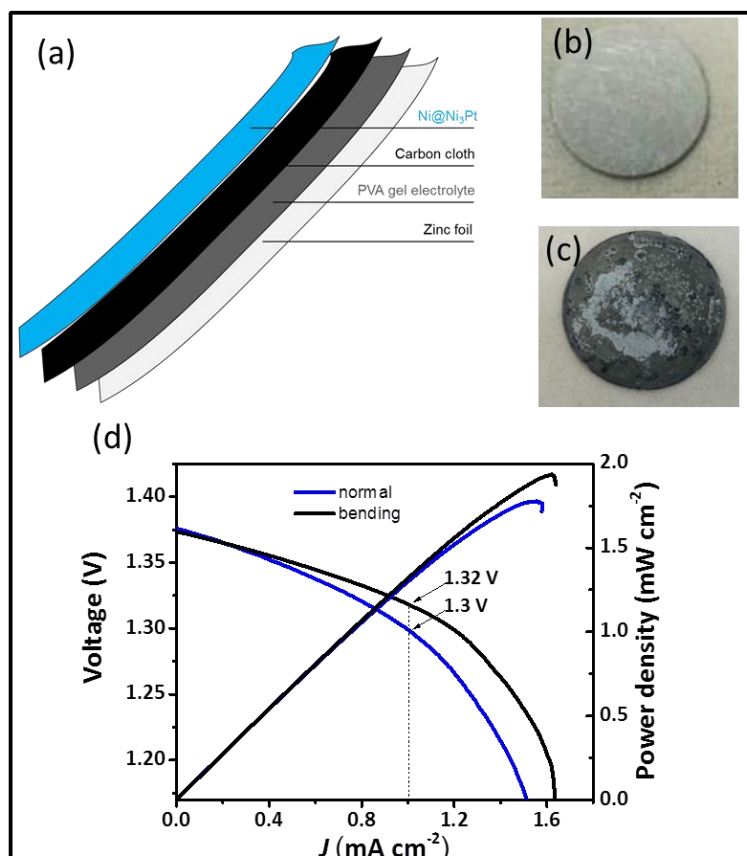 (a)
Ni@Ni₃Pt
Carbon cloth
PVA gel electrolyte
Zinc foil
(b)
(c)
(d)
Voltage (V)
1.40
1.35
1.30
1.25
1.20
normal
bending
1.32 V
1.3 V
2.0
1.5
1.0
0.5
0.0
Power density (mW cm⁻²)
0.0 0.4 0.8 1.2 1.6
J (mA cm⁻²)